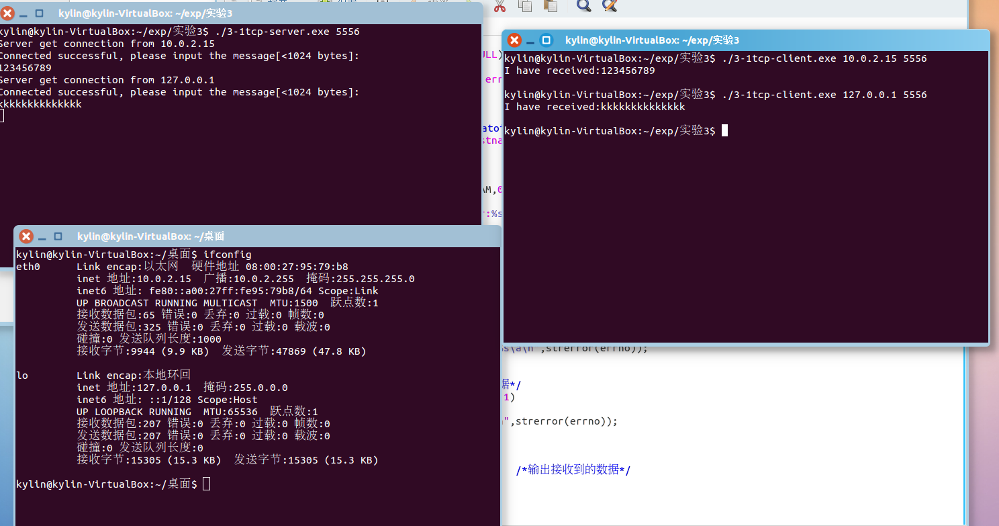 kylin@kylin-VirtualBox: ~/exp/实验3
kylin@kylin-VirtualBox:~/exp/实验3$ ./3-1tcp-server.exe 5556
Server get connection from 10.0.2.15
Connected successful, please input the message[<1024 bytes]:
123456789
Server get connection from 127.0.0.1
Connected successful, please input the message[<1024 bytes]:
kkkkkkkkkkkkkk
kylin@kylin-VirtualBox: ~/exp/实验3
kylin@kylin-VirtualBox:~/exp/实验3$ ./3-1tcp-client.exe 10.0.2.15 5556
I have received:123456789
kylin@kylin-VirtualBox:~/exp/实验3$ ./3-1tcp-client.exe 127.0.0.1 5556
I have received:kkkkkkkkkkkkkk
kylin@kylin-VirtualBox:~/exp/实验3$
kylin@kylin-VirtualBox: ~/桌面
kylin@kylin-VirtualBox:~/桌面$ ifconfig
eth0 Link encap:以太网 硬件地址 08:00:27:95:79:b8
inet 地址:10.0.2.15 广播:10.0.2.255 掩码:255.255.255.0
inet6 地址: fe80::a00:27ff:fe95:79b8/64 Scope:Link
UP BROADCAST RUNNING MULTICAST MTU:1500 跃点数:1
接收数据包:65 错误:0 丢弃:0 过载:0 帧数:0
发送数据包:325 错误:0 丢弃:0 过载:0 载波:0
碰撞:0 发送队列长度:1000
接收字节:9944 (9.9 KB) 发送字节:47869 (47.8 KB)
lo Link encap:本地环回
inet 地址:127.0.0.1 掩码:255.0.0.0
inet6 地址: ::1/128 Scope:Host
UP LOOPBACK RUNNING MTU:65536 跃点数:1
接收数据包:207 错误:0 丢弃:0 过载:0 帧数:0
发送数据包:207 错误:0 丢弃:0 过载:0 载波:0
碰撞:0 发送队列长度:0
接收字节:15305 (15.3 KB) 发送字节:15305 (15.3 KB)
kylin@kylin-VirtualBox:~/桌面$
ULL)
err
atoi
stna
AM,0
r:%s
s\a\n",strerror(errno));
据*/
1)
",strerror(errno));
/*输出接收到的数据*/